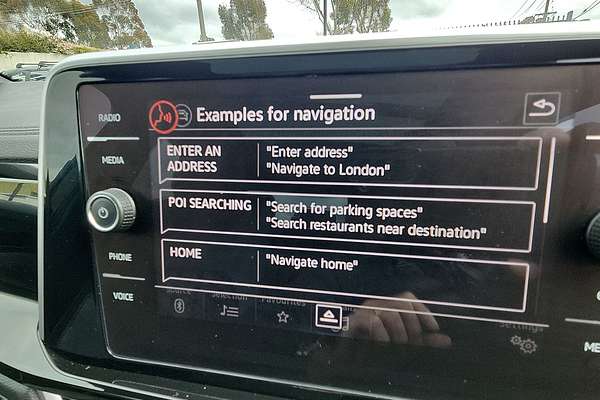 Examples for navigation
RADIO
MEDIA
PHONE
VOICE
ENTER AN
ADDRESS
"Enter address"
"Navigate to London"
POI SEARCHING
"Search for parking spaces"
"Search restaurants near destination"
HOME
"Navigate home"
Source
Selection
Favourites
Settings